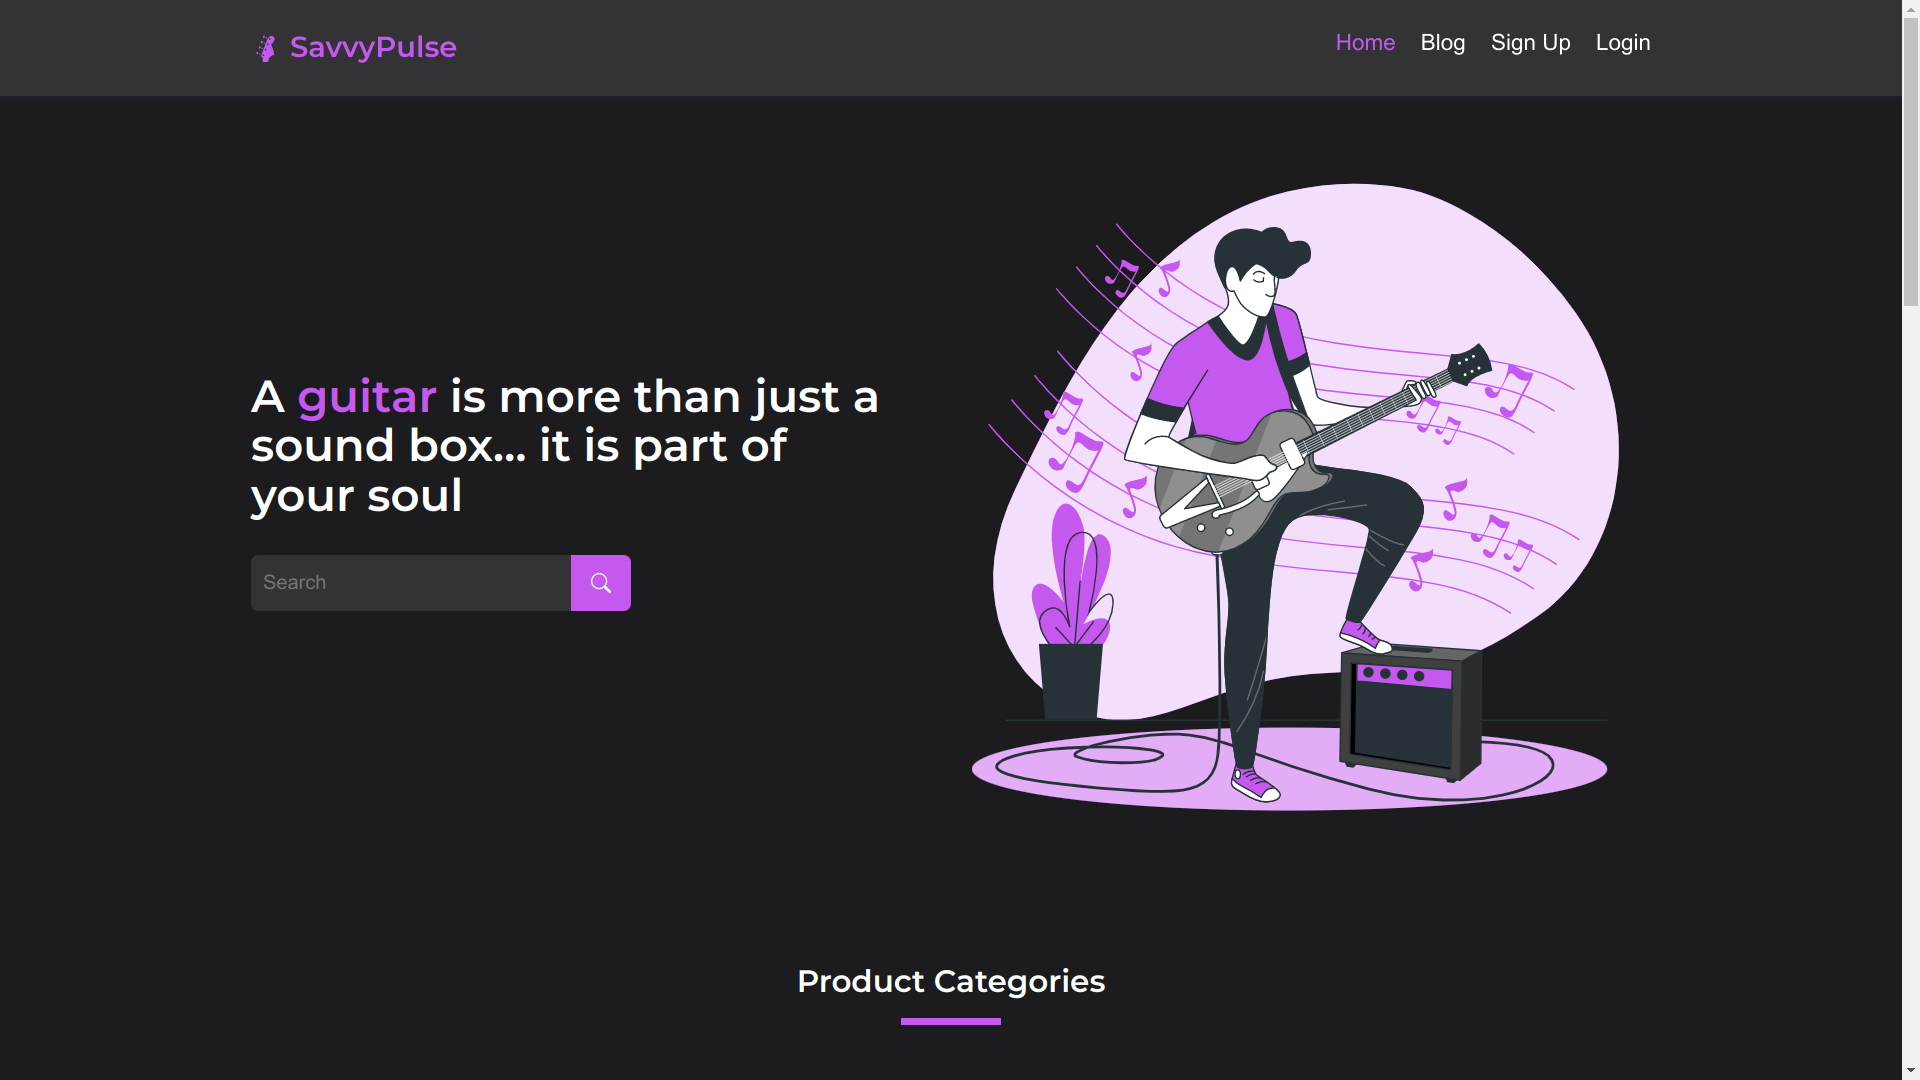 SavvyPulse
Home Blog Sign Up Login
A guitar is more than just a
sound box... it is part of
your soul
Search
Product Categories